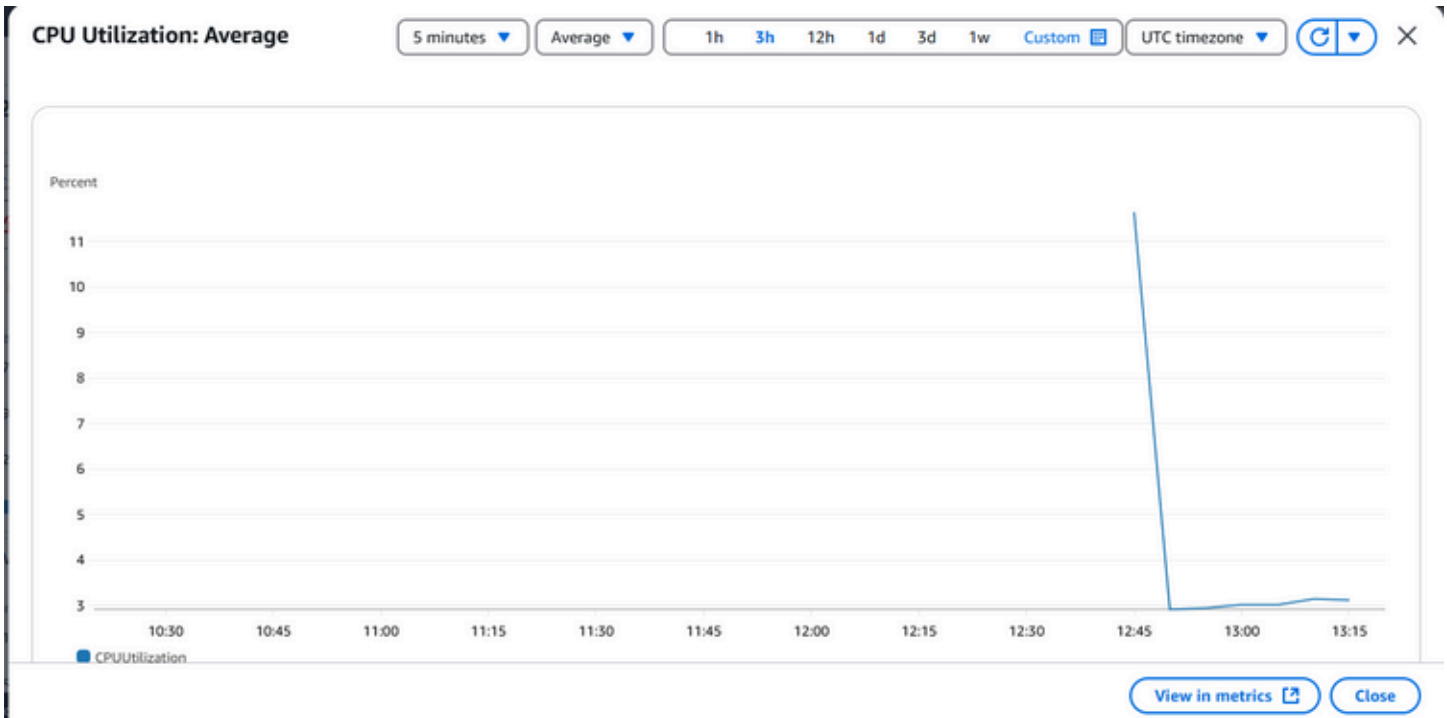 CPU Utilization: Average
5 minutes
Average
1h 3h 12h 1d 3d 1w Custom
UTC timezone
Percent
11
10
9
8
7
6
5
4
3
10:30 10:45 11:00 11:15 11:30 11:45 12:00 12:15 12:30 12:45 13:00 13:15
CPUUtilization
View in metrics
Close